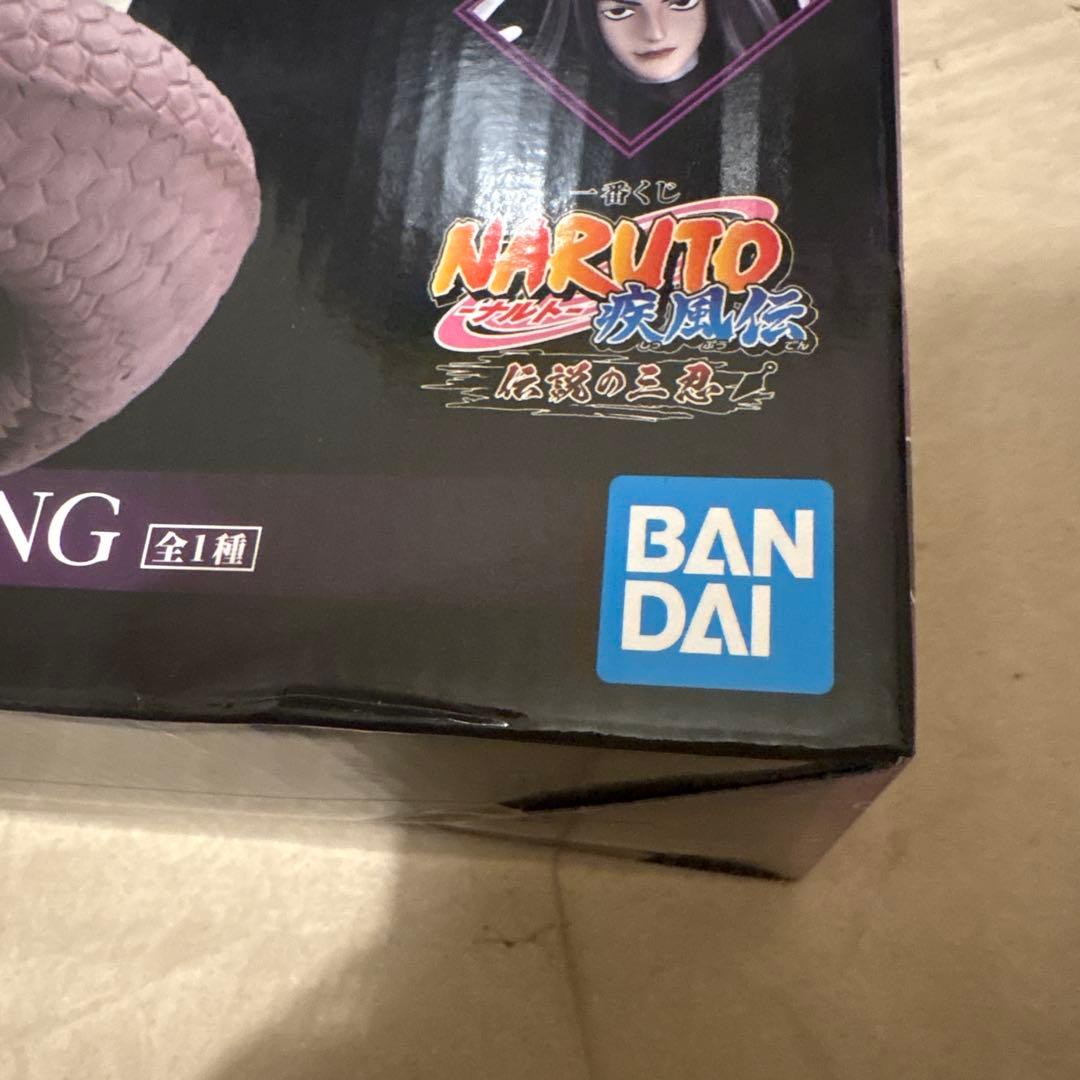 一番くじ
NARUTO
-ナルト-
疾風伝
しっ ぷう でん
伝説の三忍
NG 全1種
BAN
DAI